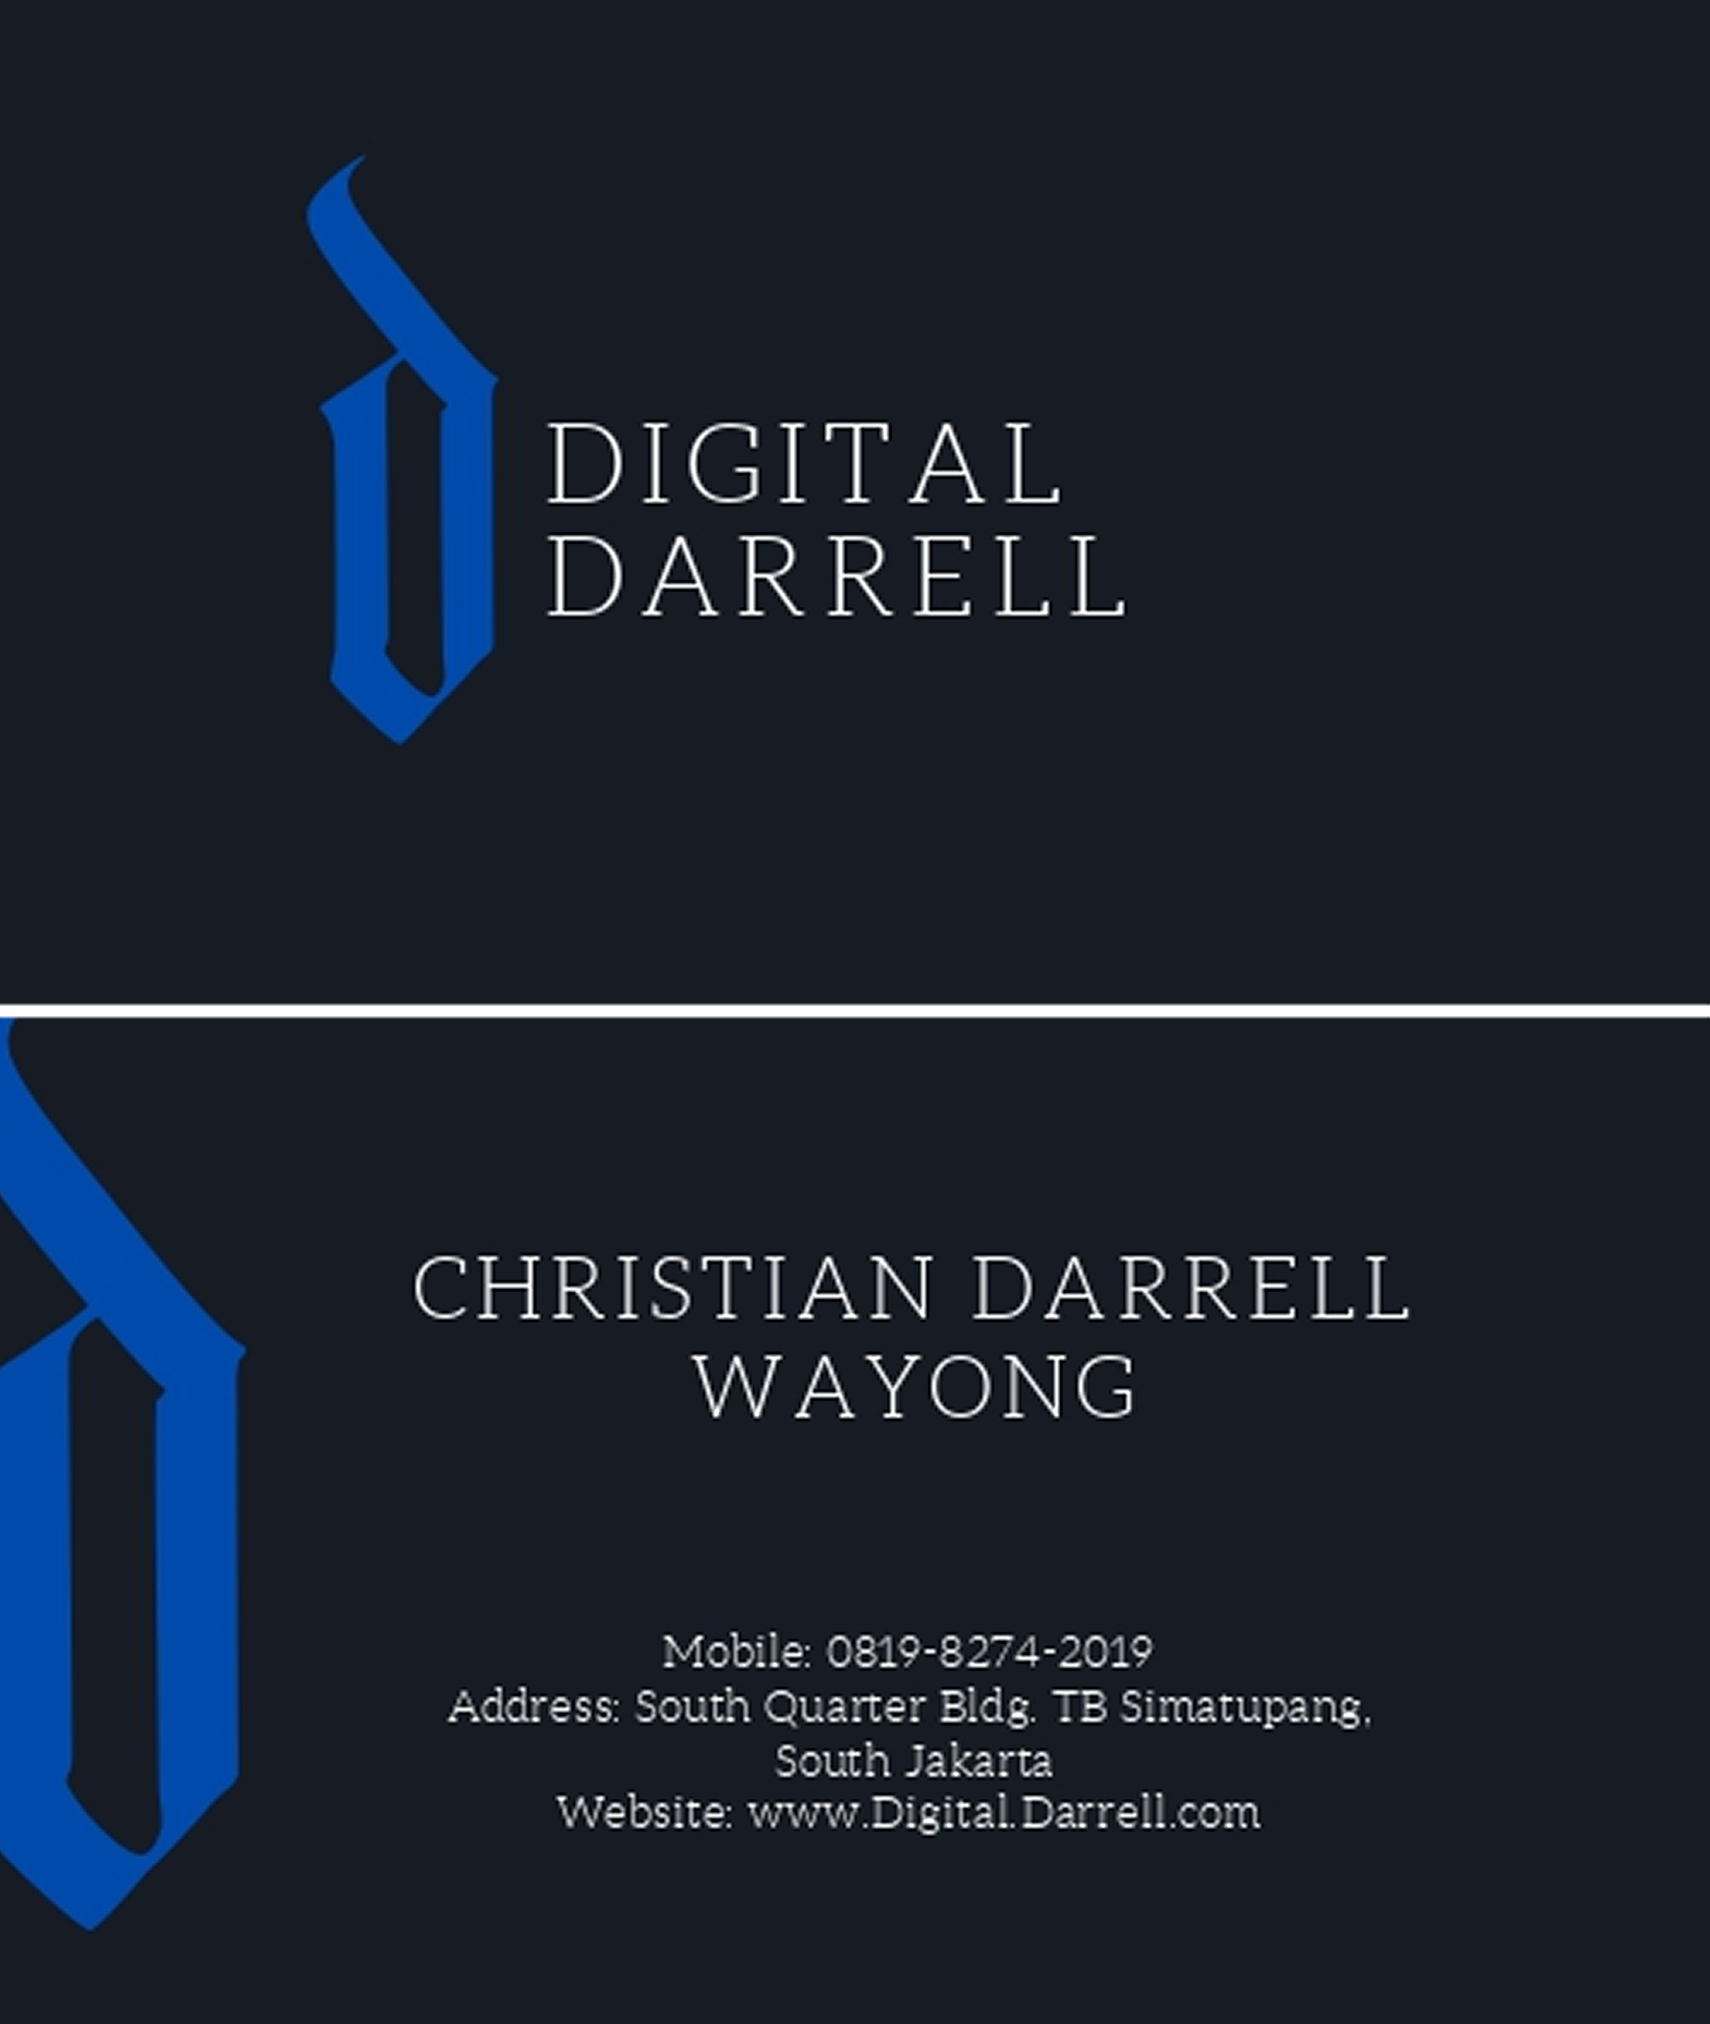 d
DIGITAL
DARRELL
d
CHRISTIAN DARRELL
WAYONG
Mobile: 0819-8274-2019
Address: South Quarter Bldg. TB Simatupang,
South Jakarta
Website: www.Digital.Darrell.com